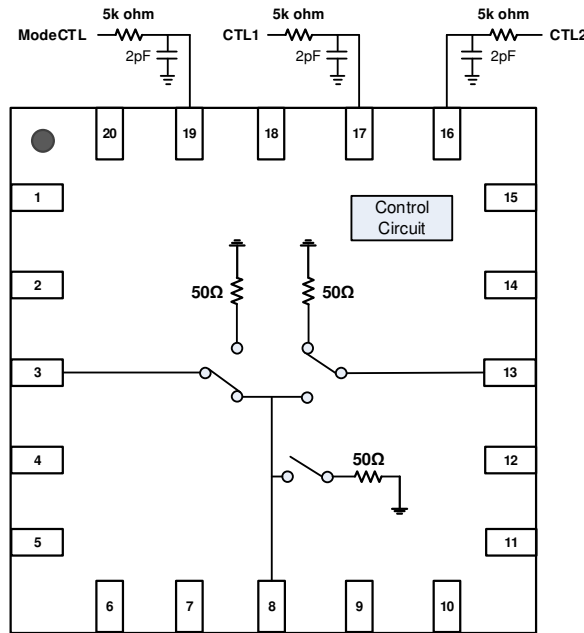 5k ohm 5k ohm 5k ohm
ModeCTL CTL1 CTL2
2pF 2pF 2pF
20 19 18 17 16
1 15
Control
Circuit
2 14
50Ω 50Ω
3 13
50Ω
4 12
5 11
6 7 8 9 10